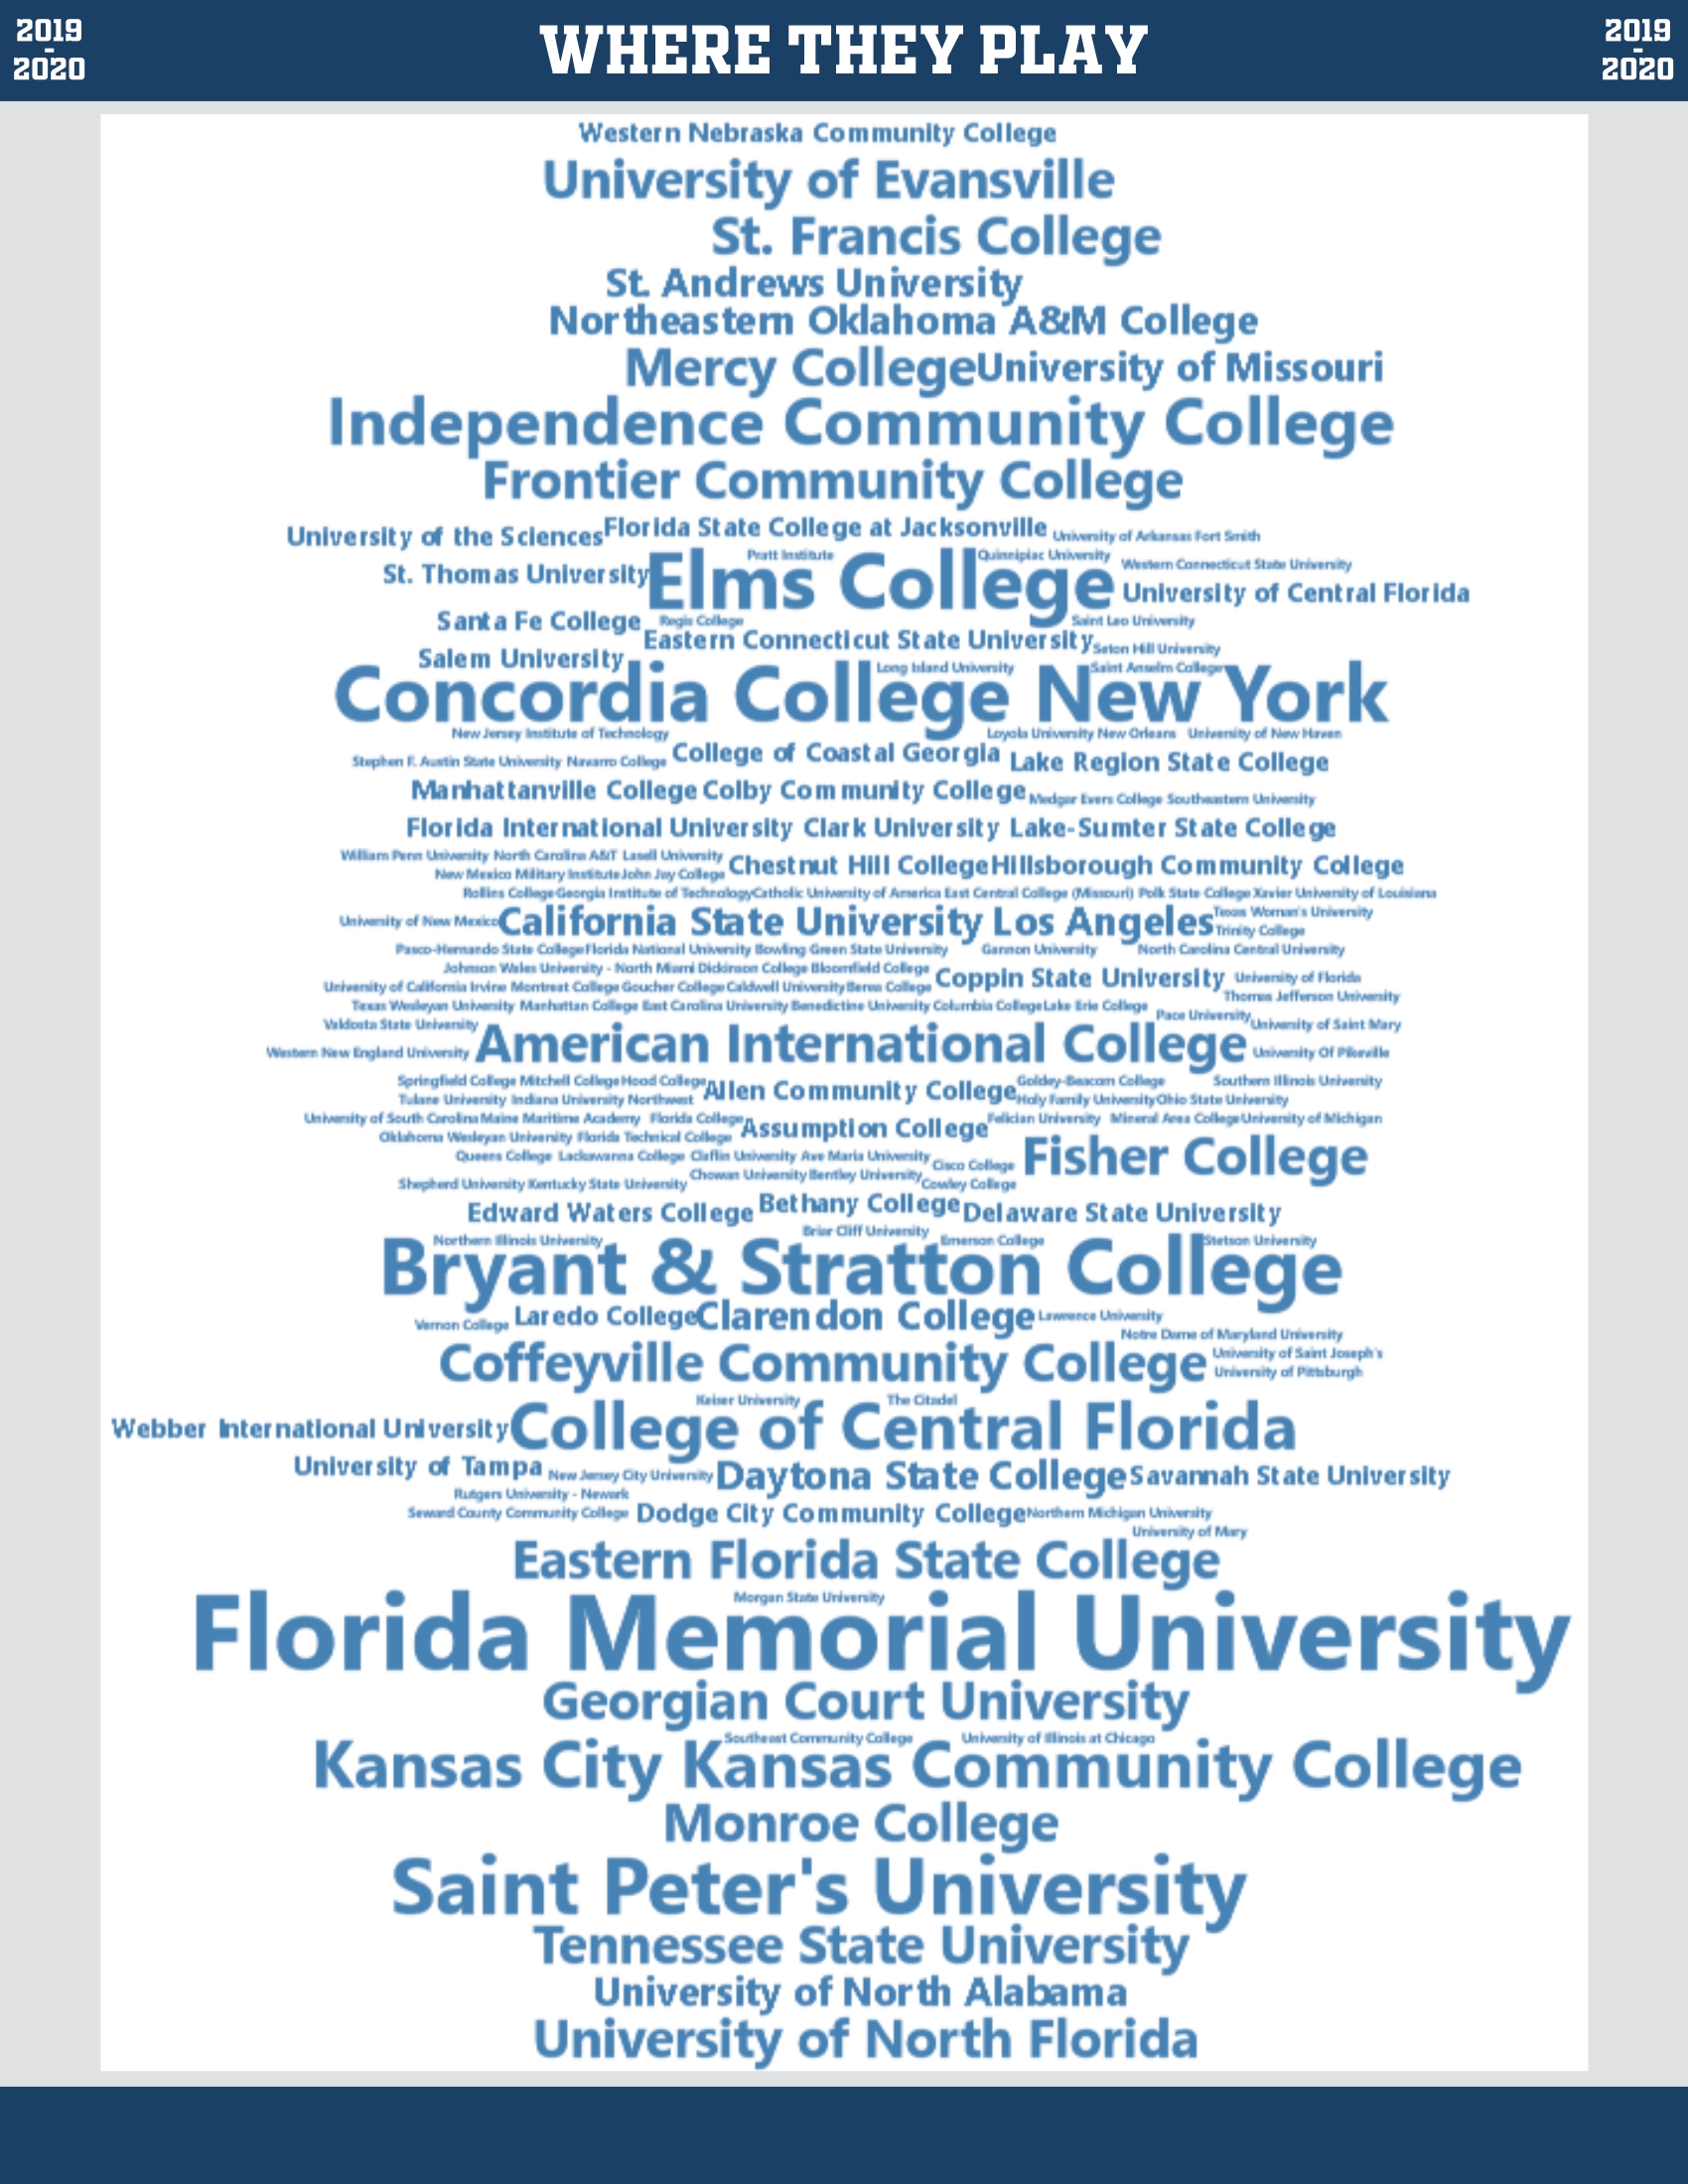 2019
-
2020
WHERE THEY PLAY
2019
-
2020
Western Nebraska Community College
University of Evansville
St. Francis College
St. Andrews University
Northeastern Oklahoma A&M College
Mercy College University of Missouri
Independence Community College
Frontier Community College
University of the Sciences Florida State College at Jacksonville University of Arkansas Fort Smith
Pratt Institute Quinnipiac University
St. Thomas University Elms College Western Connecticut State University
University of Central Florida
Santa Fe College Regis College Saint Leo University
Eastern Connecticut State University Seton Hill University
Salem University Long Island University Saint Anselm College
Concordia College New York
New Jersey Institute of Technology Loyola University New Orleans University of New Haven
Stephen F. Austin State University Navarro College College of Coastal Georgia Lake Region State College
Manhattanville College Colby Community College Medgar Evers College Southeastern University
Florida International University Clark University Lake-Sumter State College
William Penn University North Carolina A&T Lasell University
New Mexico Military Institute John Jay College Chestnut Hill College Hillsborough Community College
Rollins College Georgia Institute of Technology Catholic University of America East Central College (Missouri) Polk State College Xavier University of Louisiana
University of New Mexico California State University Los Angeles Texas Woman's University
Trinity College
Pasco-Hernando State College Florida National University Bowling Green State University Gannon University North Carolina Central University
Johnson Wales University - North Miami Dickinson College Bloomfield College
University of California Irvine Montreat College Goucher College Caldwell University Berea College Coppin State University University of Florida
Thomas Jefferson University
Texas Wesleyan University Manhattan College East Carolina University Benedictine University Columbia College Lake Erie College
Pace University University of Saint Mary
Valdosta State University
Western New England University American International College University Of Pikeville
Springfield College Mitchell College Hood College Allen Community College Goldey-Beacom College Southern Illinois University
Tulane University Indiana University Northwest Holy Family University Ohio State University
University of South Carolina Maine Maritime Academy Florida College Assumption College Felician University Mineral Area College University of Michigan
Oklahoma Wesleyan University Florida Technical College
Queens College Lackawanna College Claflin University Ave Maria University Cisco College Fisher College
Chowan University Bentley University
Shepherd University Kentucky State University Cowley College
Edward Waters College Bethany College Delaware State University
Northern Illinois University Briar Cliff University Emerson College Stetson University
Bryant & Stratton College
Vernon College Laredo College Clarendon College Lawrence University
Notre Dame of Maryland University
Coffeyville Community College University of Saint Joseph's
University of Pittsburgh
Keiser University The Citadel
Webber International University College of Central Florida
University of Tampa New Jersey City University Daytona State College Savannah State University
Rutgers University - Newark
Seward County Community College Dodge City Community College Northern Michigan University
University of Mary
Eastern Florida State College
Morgan State University
Florida Memorial University
Georgian Court University
Southeast Community College University of Illinois at Chicago
Kansas City Kansas Community College
Monroe College
Saint Peter's University
Tennessee State University
University of North Alabama
University of North Florida